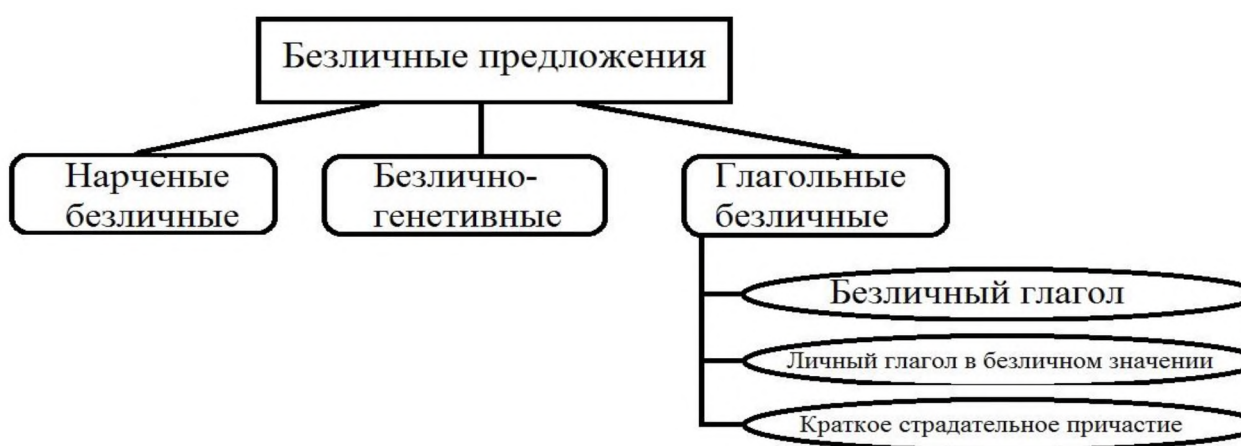 Безличные предложения
Нарченые
безличные
Безлично-
генетивные
Глагольные
безличные
Безличный глагол
Личный глагол в безличном значении
Краткое страдательное причастие